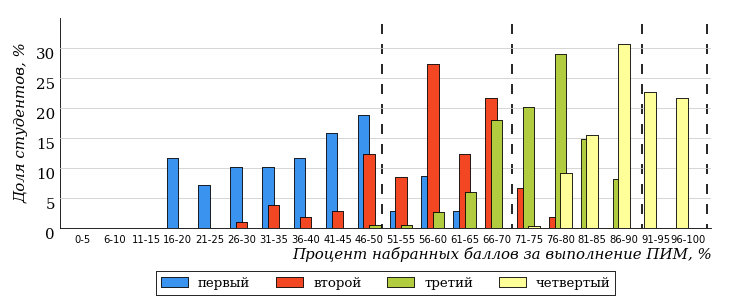 Доля студентов, %
30
25
20
15
10
5
0
0-5 6-10 11-15 16-20 21-25 26-30 31-35 36-40 41-45 46-50 51-55 56-60 61-65 66-70 71-75 76-80 81-85 86-90 91-95 96-100
Процент набранных баллов за выполнение ПИМ, %
первый второй третий четвертый